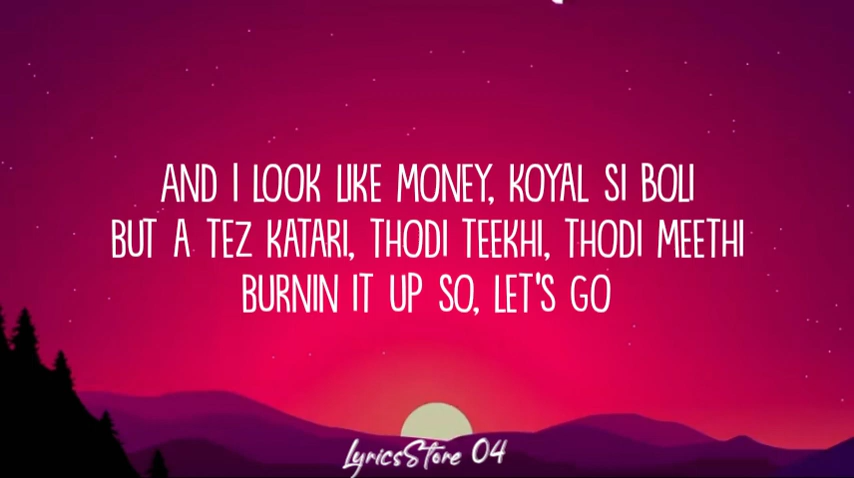 AND I LOOK LIKE MONEY, KOYAL SI BOLI
BUT A TEZ KATARI, THODI TEEKHI, THODI MEETHI
BURNIN IT UP SO, LET'S GO
LyricsStore 04